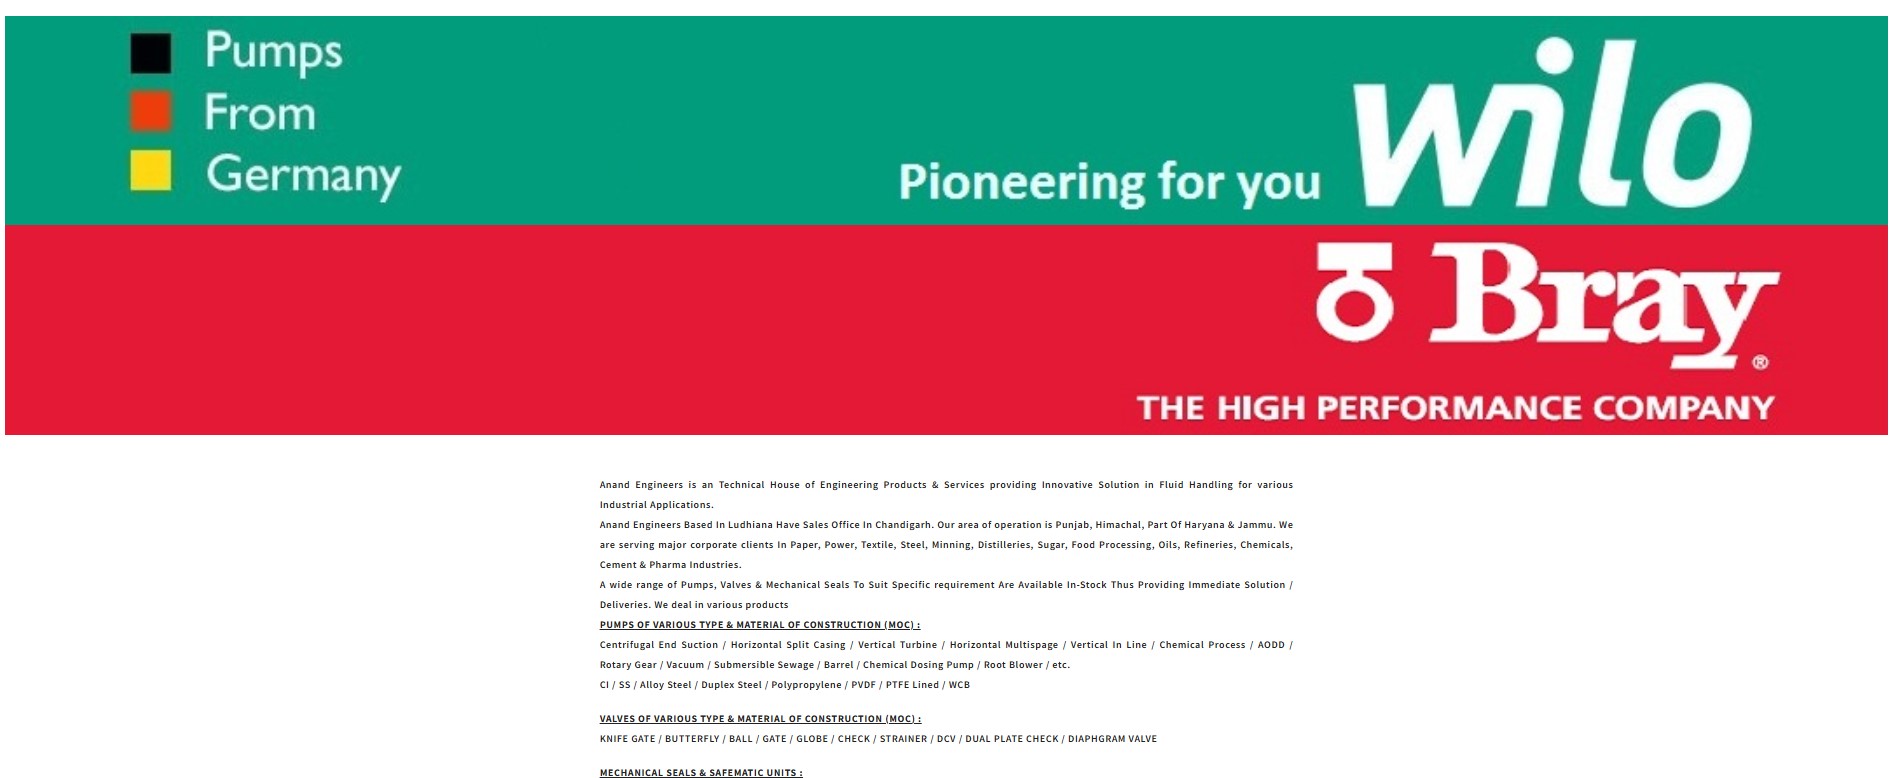 Pumps
From
Germany
Pioneering for you
wilo
Bray
®
THE HIGH PERFORMANCE COMPANY
Anand Engineers is an Technical House of Engineering Products & Services providing Innovative Solution in Fluid Handling for various
Industrial Applications.
Anand Engineers Based In Ludhiana Have Sales Office In Chandigarh. Our area of operation is Punjab, Himachal, Part Of Haryana & Jammu. We
are serving major corporate clients In Paper, Power, Textile, Steel, Minning, Distilleries, Sugar, Food Processing, Oils, Refineries, Chemicals,
Cement & Pharma Industries.
A wide range of Pumps, Valves & Mechanical Seals To Suit Specific requirement Are Available In-Stock Thus Providing Immediate Solution /
Deliveries. We deal in various products
PUMPS OF VARIOUS TYPE & MATERIAL OF CONSTRUCTION (MOC) :
Centrifugal End Suction / Horizontal Split Casing / Vertical Turbine / Horizontal Multispage / Vertical In Line / Chemical Process / AODD /
Rotary Gear / Vacuum / Submersible Sewage / Barrel / Chemical Dosing Pump / Root Blower / etc.
CI / SS / Alloy Steel / Duplex Steel / Polypropylene / PVDF / PTFE Lined / WCB
VALVES OF VARIOUS TYPE & MATERIAL OF CONSTRUCTION (MOC) :
KNIFE GATE / BUTTERFLY / BALL / GATE / GLOBE / CHECK / STRAINER / DCV / DUAL PLATE CHECK / DIAPHGRAM VALVE
MECHANICAL SEALS & SAFEMATIC UNITS :